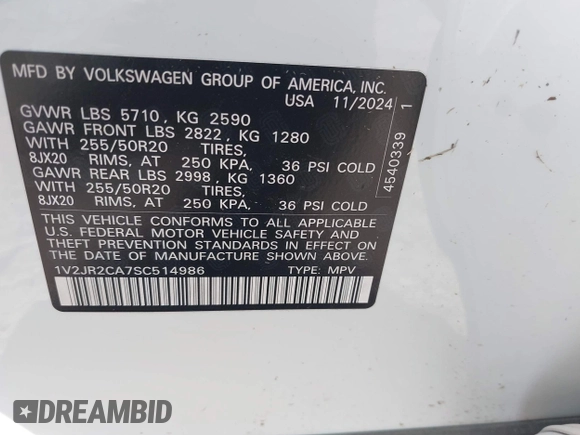 MFD BY VOLKSWAGEN GROUP OF AMERICA, INC.
USA 11/2024
GVWR LBS 5710, KG 2590
GAWR FRONT LBS 2822, KG 1280
WITH 255/50R20 TIRES,
8JX20 RIMS, AT 250 KPA, 36 PSI COLD
GAWR REAR LBS 2998, KG 1360
WITH 255/50R20 TIRES,
8JX20 RIMS, AT 250 KPA, 36 PSI COLD
THIS VEHICLE CONFORMS TO ALL APPLICABLE
U.S. FEDERAL MOTOR VEHICLE SAFETY AND
THEFT PREVENTION STANDARDS IN EFFECT ON
THE DATE OF MANUFACTURE SHOWN ABOVE.
1V2JR2CA7SC514986 TYPE: MPV
4540339 1
DREAMBID